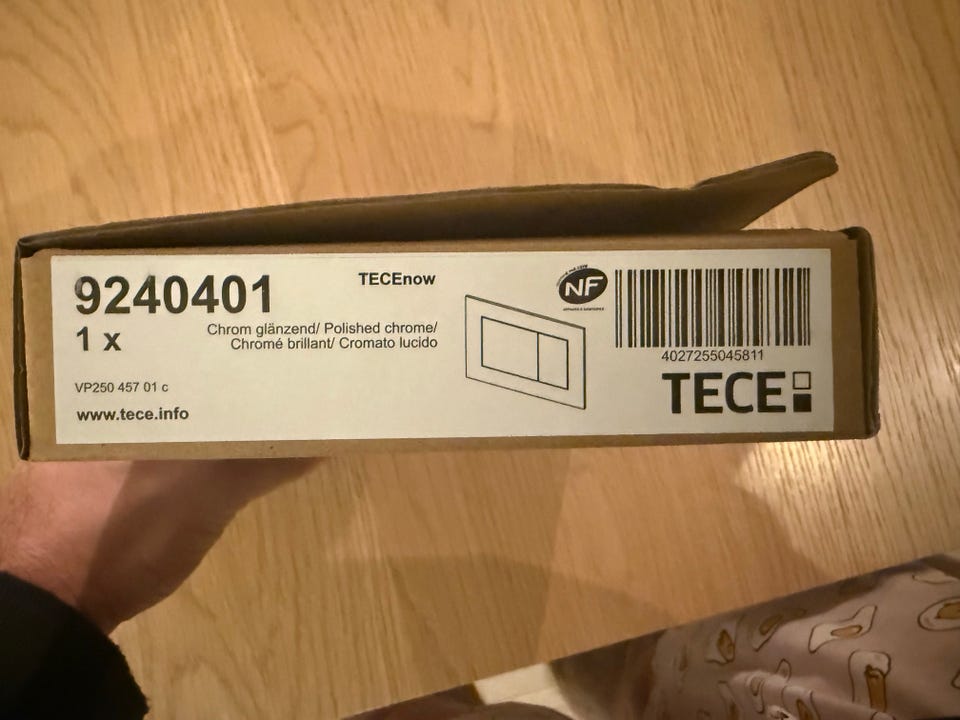 9240401
TECEnow
1 x
Chrom glänzend/ Polished chrome/
Chromé brillant/ Cromato lucido
VP250 457 01 c
www.tece.info
NF
4027255045811
TECE